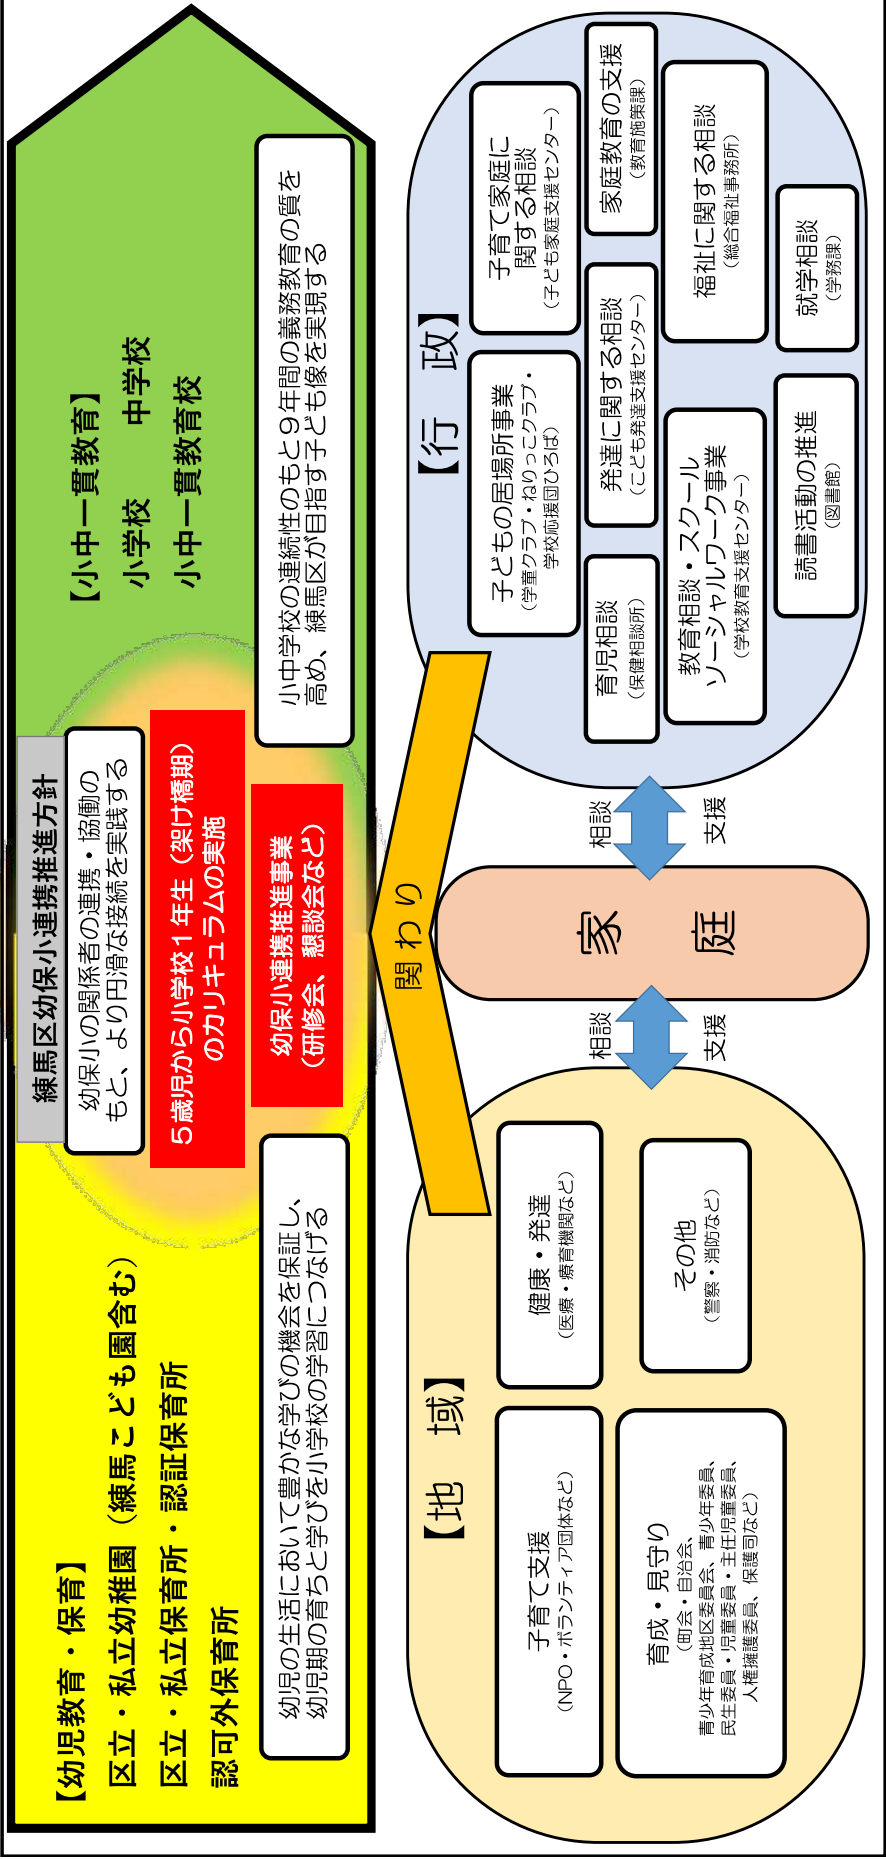 練馬区幼保小連携推進方針
幼保小の関係者の連携・協働の
もと、より円滑な接続を実践する
５歳児から小学校１年生（架け橋期）
のカリキュラムの実施
幼保小連携推進事業
（研修会、懇談会など）
【幼児教育・保育】
区立・私立幼稚園（練馬こども園含む）
区立・私立保育所・認証保育所
認可外保育所
幼児の生活において豊かな学びの機会を保証し、
幼児期の育ちと学びを小学校の学習につなげる
【小中一貫教育】
小学校　中学校
小中一貫教育校
小中学校の連続性のもと９年間の義務教育の質を
高め、練馬区が目指す子ども像を実現する
関わり
【地　域】
子育て支援
（NPO・ボランティア団体など）
健康・発達
（医療・療育機関など）
育成・見守り
（町会・自治会、
青少年育成地区委員会、青少年委員、
民生委員・児童委員・主任児童委員、
人権擁護委員、保護司など）
その他
（警察・消防など）
相談
支援
家
庭
相談
支援
【行　政】
子どもの居場所事業
（学童クラブ・ねりっこクラブ・
学校応援団ひろば）
子育て家庭に
関する相談
（子ども家庭支援センター）
育児相談
（保健相談所）
発達に関する相談
（こども発達支援センター）
家庭教育の支援
（教育施策課）
教育相談・スクール
ソーシャルワーク事業
（学校教育支援センター）
福祉に関する相談
（総合福祉事務所）
読書活動の推進
（図書館）
就学相談
（学務課）